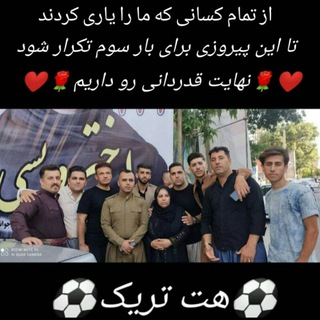 از تمام کسانی که ما را یاری کردند
تا این پیروزی برای بار سوم تکرار شود
❤️🌹نهایت قدردانی رو داریم🌹❤️
⚽هت تریک⚽